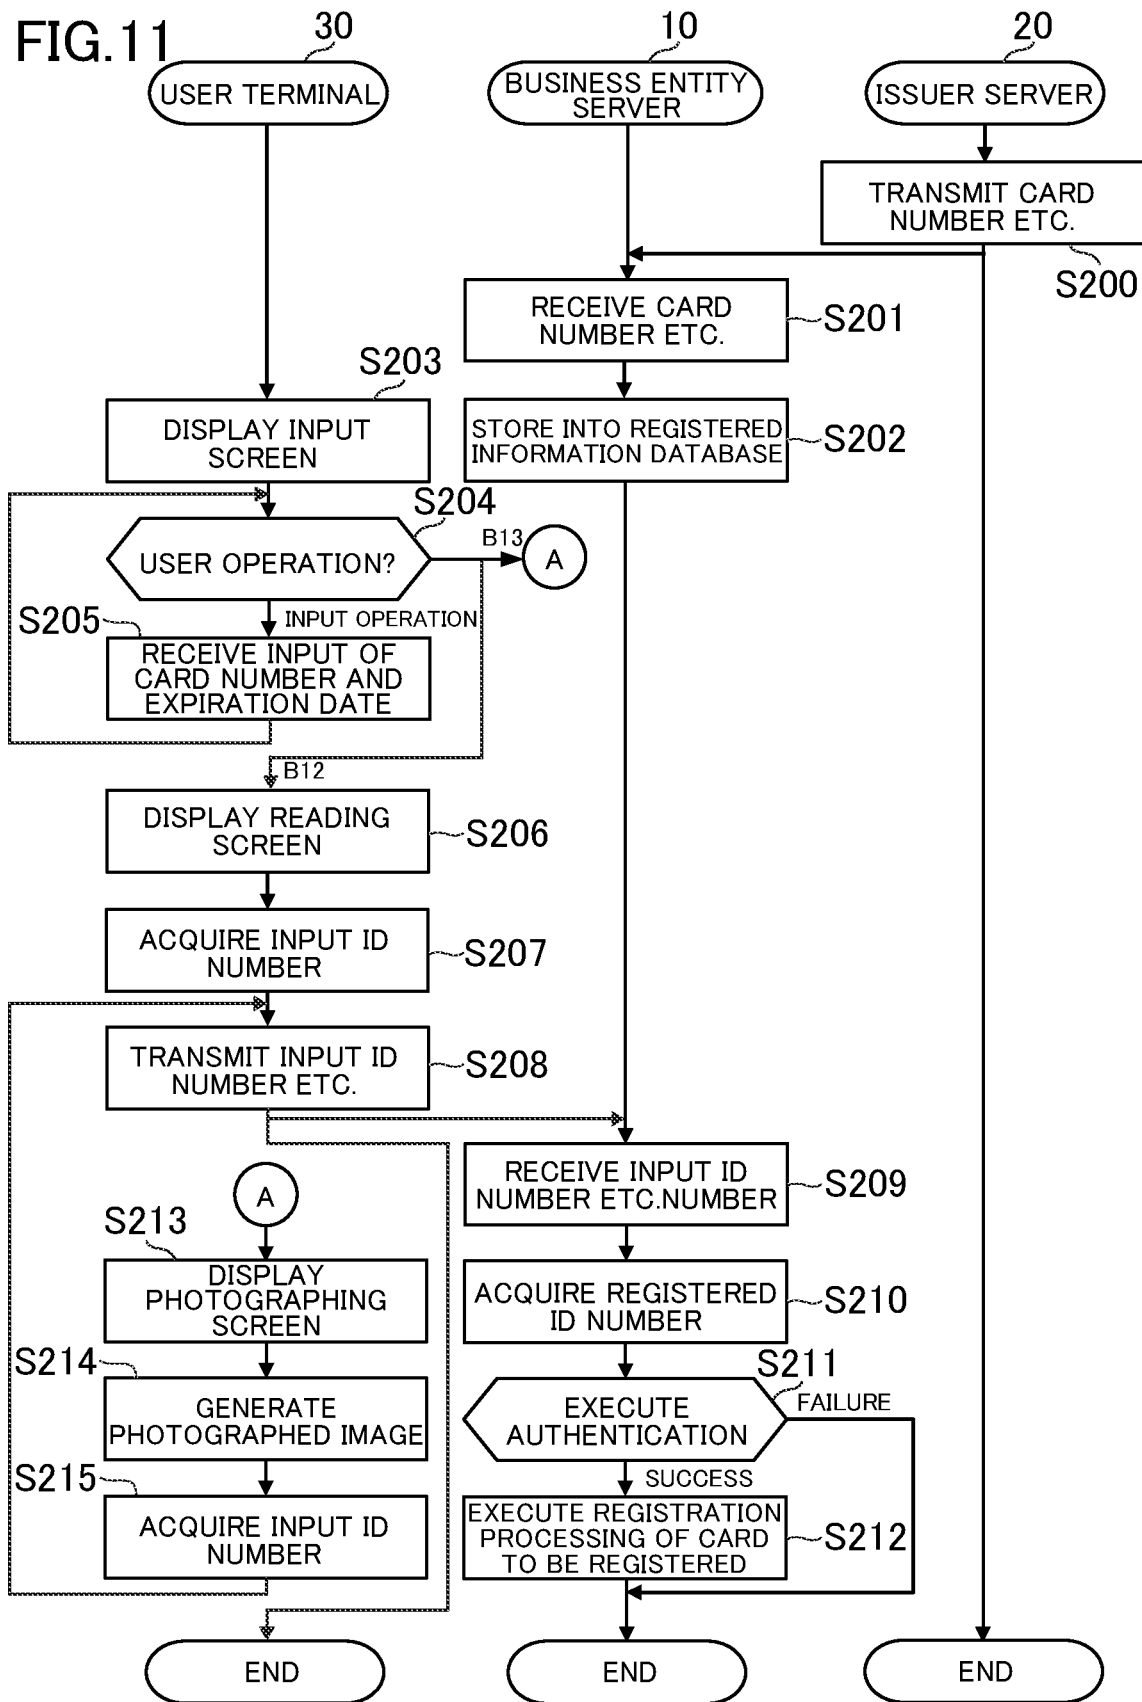 FIG.11
30
10
20
USER TERMINAL
BUSINESS ENTITY
SERVER
ISSUER SERVER
TRANSMIT CARD
NUMBER ETC.
S200
RECEIVE CARD
NUMBER ETC.
S201
S203
DISPLAY INPUT
SCREEN
STORE INTO REGISTERED
INFORMATION DATABASE
S202
S204
USER OPERATION?
B13
A
INPUT OPERATION
S205
RECEIVE INPUT OF
CARD NUMBER AND
EXPIRATION DATE
B12
DISPLAY READING
SCREEN
S206
ACQUIRE INPUT ID
NUMBER
S207
TRANSMIT INPUT ID
NUMBER ETC.
S208
RECEIVE INPUT ID
NUMBER ETC.NUMBER
S209
A
S213
DISPLAY
PHOTOGRAPHING
SCREEN
ACQUIRE REGISTERED
ID NUMBER
S210
S214
GENERATE
PHOTOGRAPHED IMAGE
S211
EXECUTE
AUTHENTICATION
FAILURE
SUCCESS
S215
ACQUIRE INPUT ID
NUMBER
EXECUTE REGISTRATION
PROCESSING OF CARD
TO BE REGISTERED
S212
END
END
END